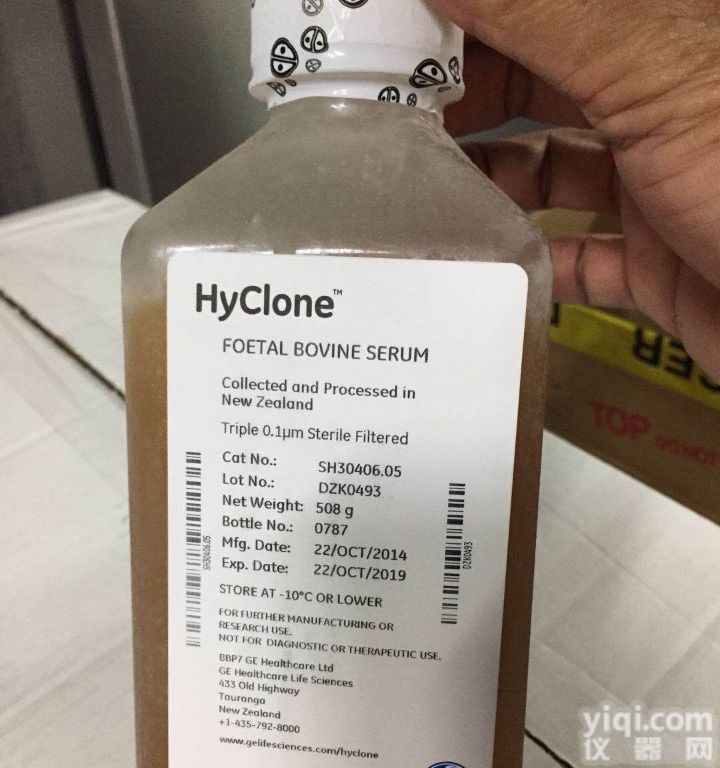 HyClone™
FOETAL BOVINE SERUM
Collected and Processed in
New Zealand
Triple 0.1µm Sterile Filtered
Cat No.: SH30406.05
Lot No.: DZK0493
Net Weight: 508 g
Bottle No.: 0787
Mfg. Date: 22/OCT/2014
Exp. Date: 22/OCT/2019
STORE AT -10°C OR LOWER
FOR FURTHER MANUFACTURING OR
RESEARCH USE.
NOT FOR DIAGNOSTIC OR THERAPEUTIC USE.
BBP7 GE Healthcare Ltd
GE Healthcare Life Sciences
433 Old Highway
Tauranga
New Zealand
+1-435-792-8000
www.gelifesciences.com/hyclone
SH30406.05
DZK0493
TOP
yiqi.com
仪器网